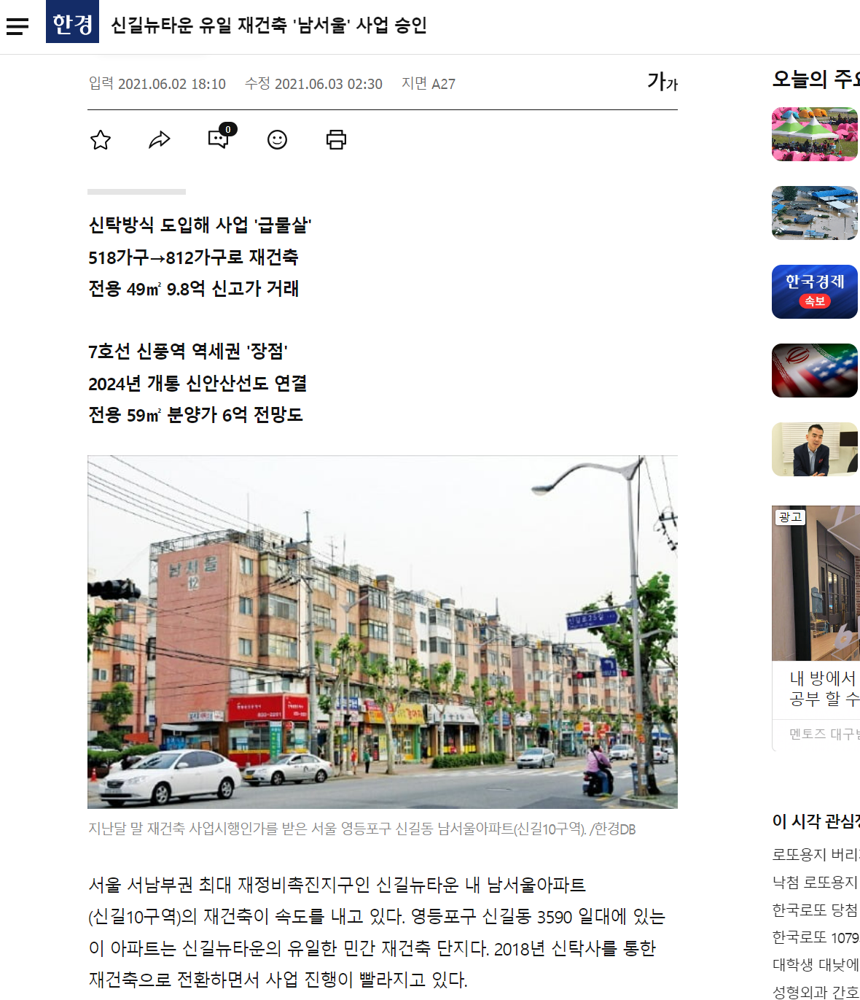 한경
신길뉴타운 유일 재건축 '남서울' 사업 승인
입력 2021.06.02 18:10 수정 2021.06.03 02:30 지면 A27
가가
0
신탁방식 도입해 사업 '급물살'
518가구→812가구로 재건축
전용 49㎡ 9.8억 신고가 거래
7호선 신풍역 역세권 '장점'
2024년 개통 신안산선도 연결
전용 59㎡ 분양가 6억 전망도
남서울
12
신길로25길
지난달 말 재건축 사업시행인가를 받은 서울 영등포구 신길동 남서울아파트(신길10구역). /한경DB
서울 서남부권 최대 재정비촉진지구인 신길뉴타운 내 남서울아파트
(신길10구역)의 재건축이 속도를 내고 있다. 영등포구 신길동 3590 일대에 있는
이 아파트는 신길뉴타운의 유일한 민간 재건축 단지다. 2018년 신탁사를 통한
재건축으로 전환하면서 사업 진행이 빨라지고 있다.
오늘의 주요
한국경제
속보
광고
내 방에서
공부 할 수
멘토즈 대구범
이 시각 관심정
로또용지 버리
낙첨 로또용지
한국로또 당첨
한국로또 1079
대학생 대낮에
성형외과 간호